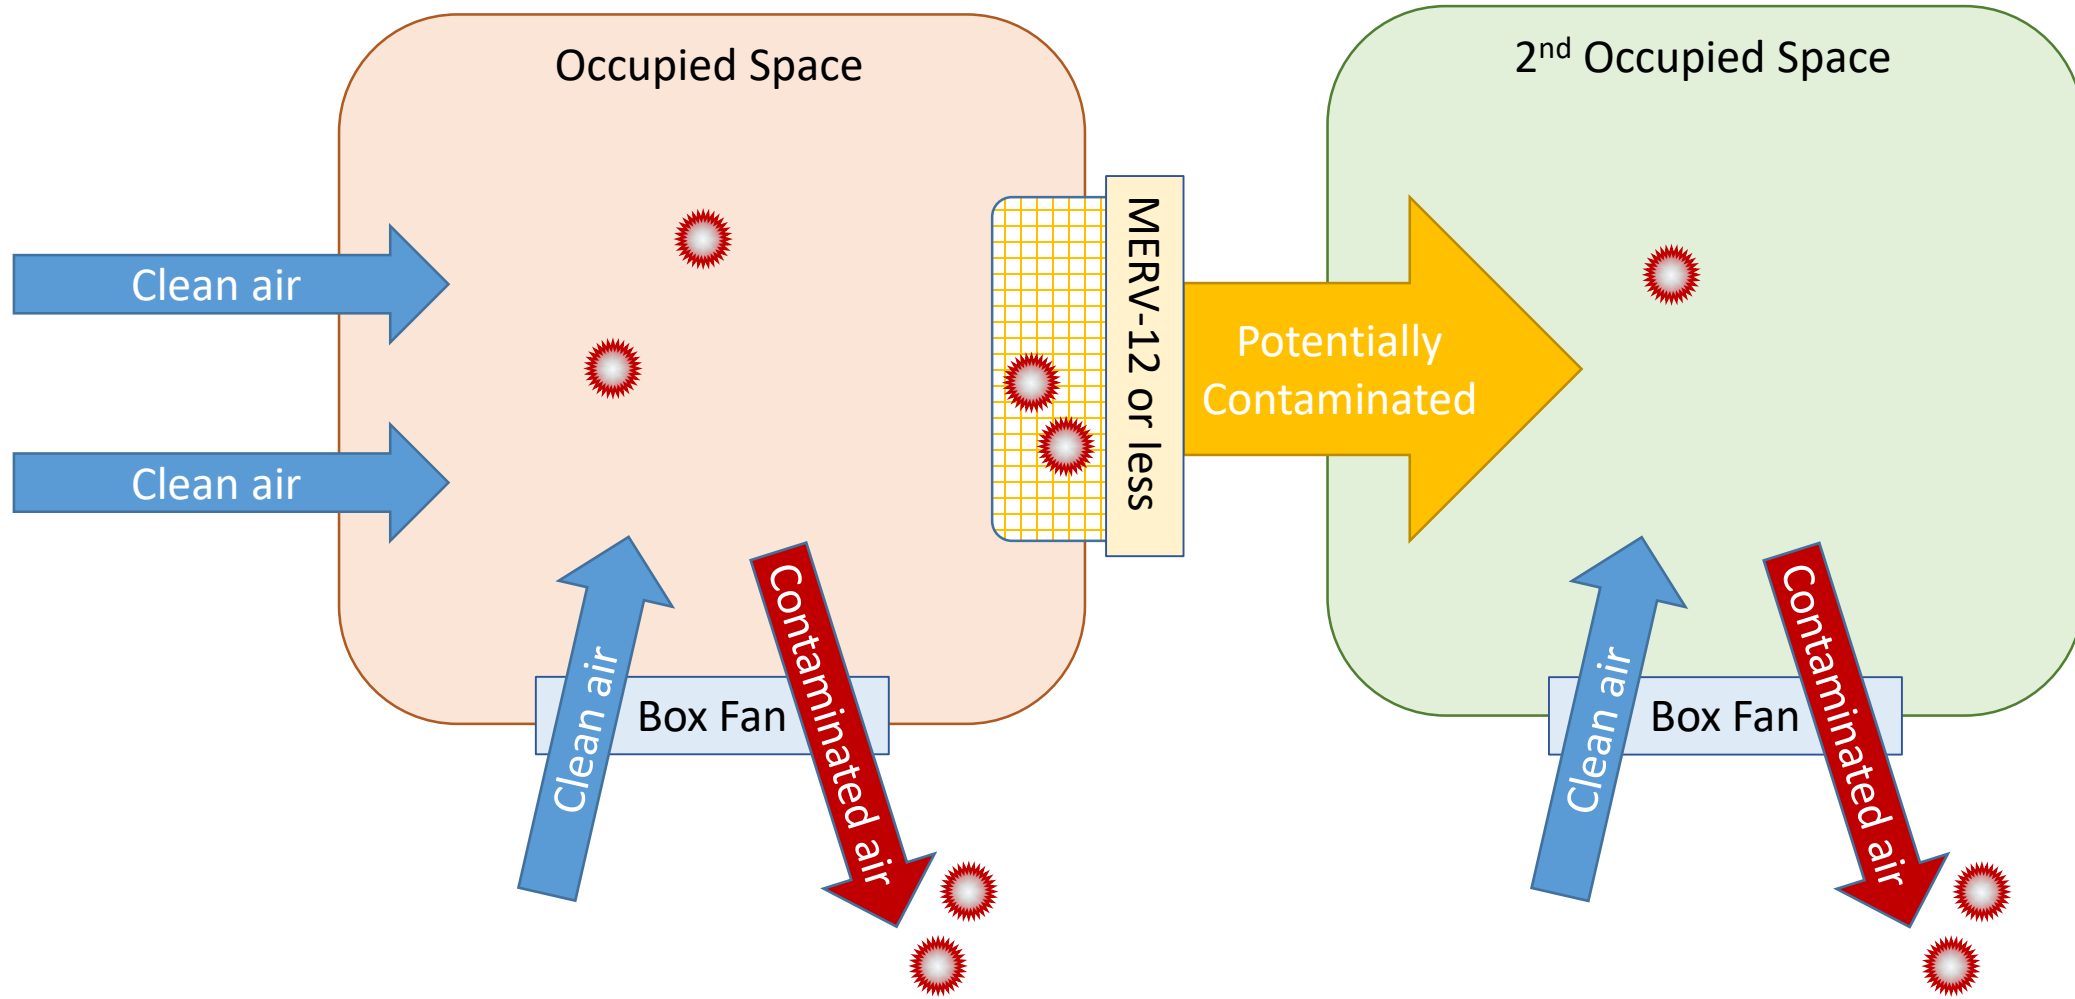 Occupied Space
2nd Occupied Space
Clean air
Clean air
MERV-12 or less
Potentially
Contaminated
Clean air
Box Fan
Contaminated air
Clean air
Box Fan
Contaminated air